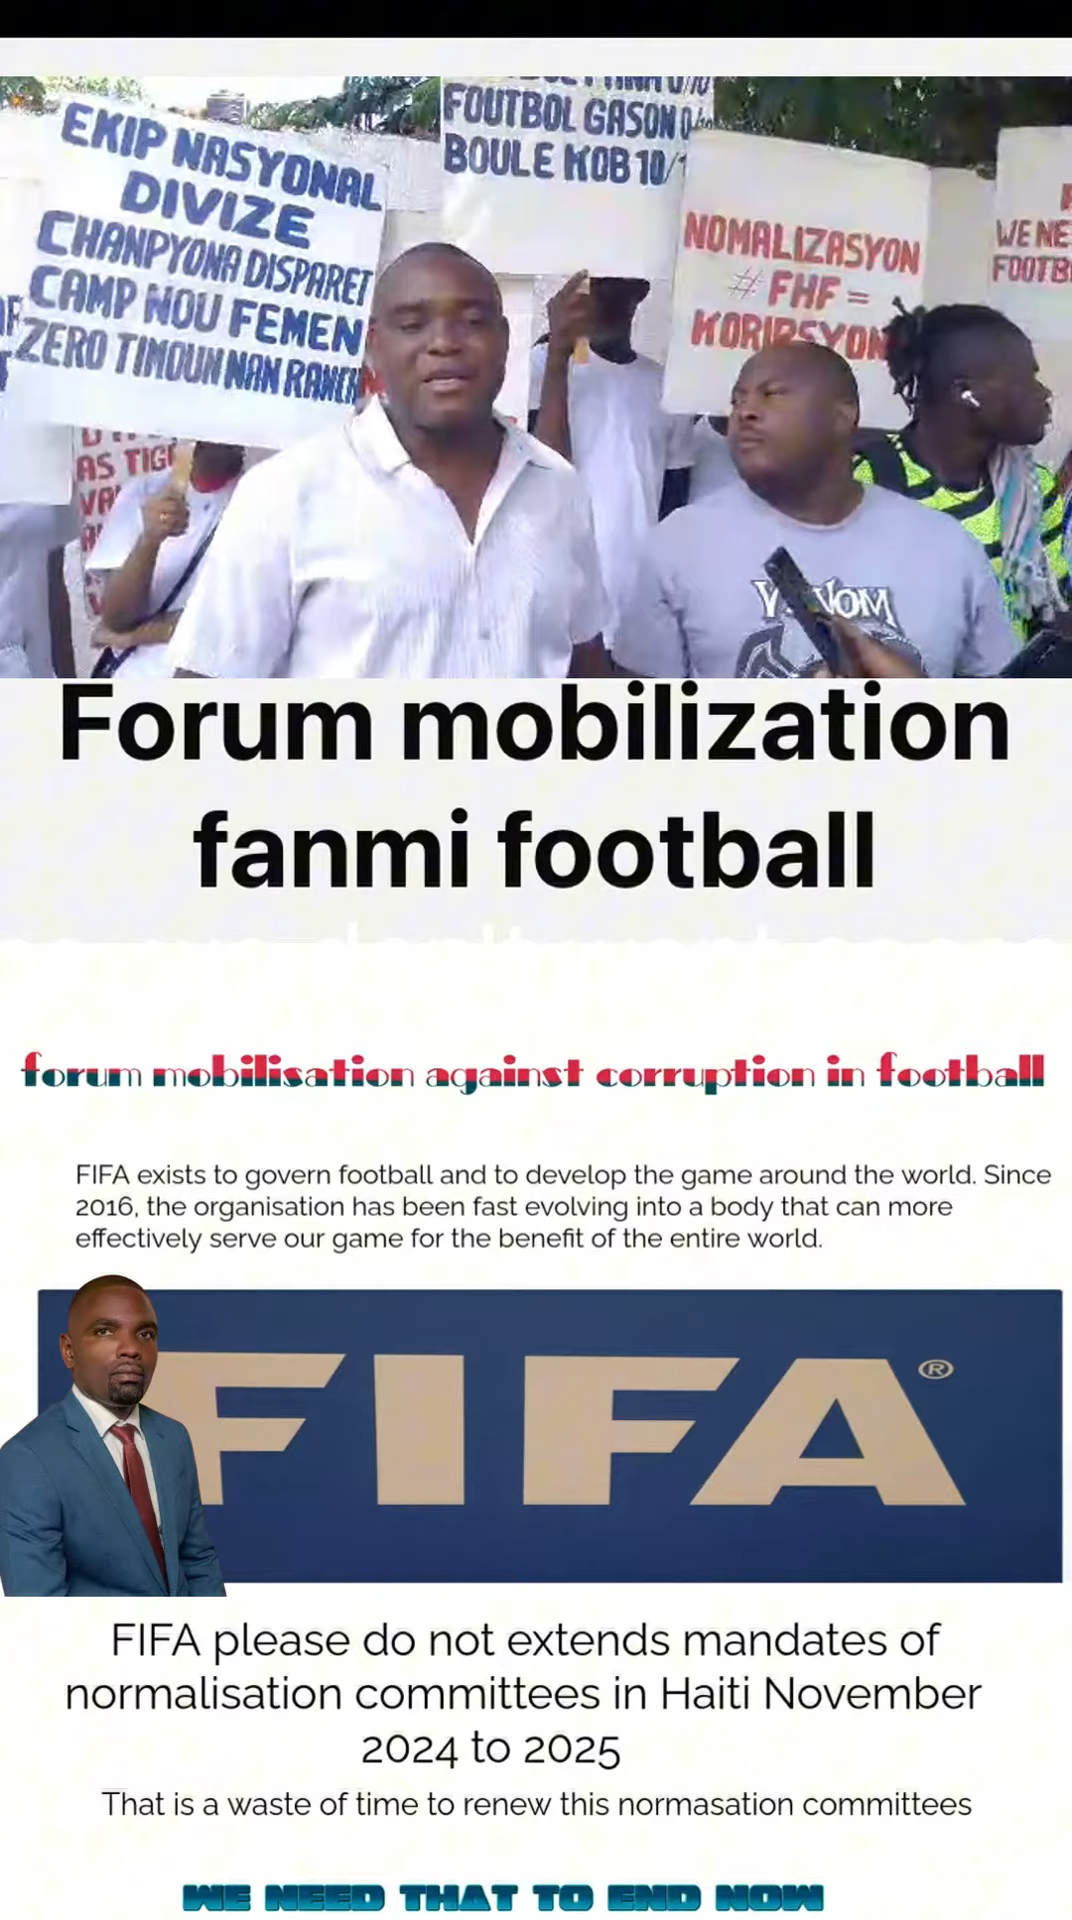 EKIP NASYONAL
DIVIZE
CHANPYONA DISPARET
CAMP NOU FEMEN
ZERO TIMOUN NAN RANCH
FOUTBOL GASON
BOULE KOB 10/
NOMALIZASYON
# FHF =
KORIPSYON
WE NE
FOOTB
AS TIG
VA
V NOM
Forum mobilization
fanmi football
forum mobilisation against corruption in football
FIFA exists to govern football and to develop the game around the world. Since
2016, the organisation has been fast evolving into a body that can more
effectively serve our game for the benefit of the entire world.
FIFA®
FIFA please do not extends mandates of
normalisation committees in Haiti November
2024 to 2025
That is a waste of time to renew this normasation committees
WE NEED THAT TO END NOW